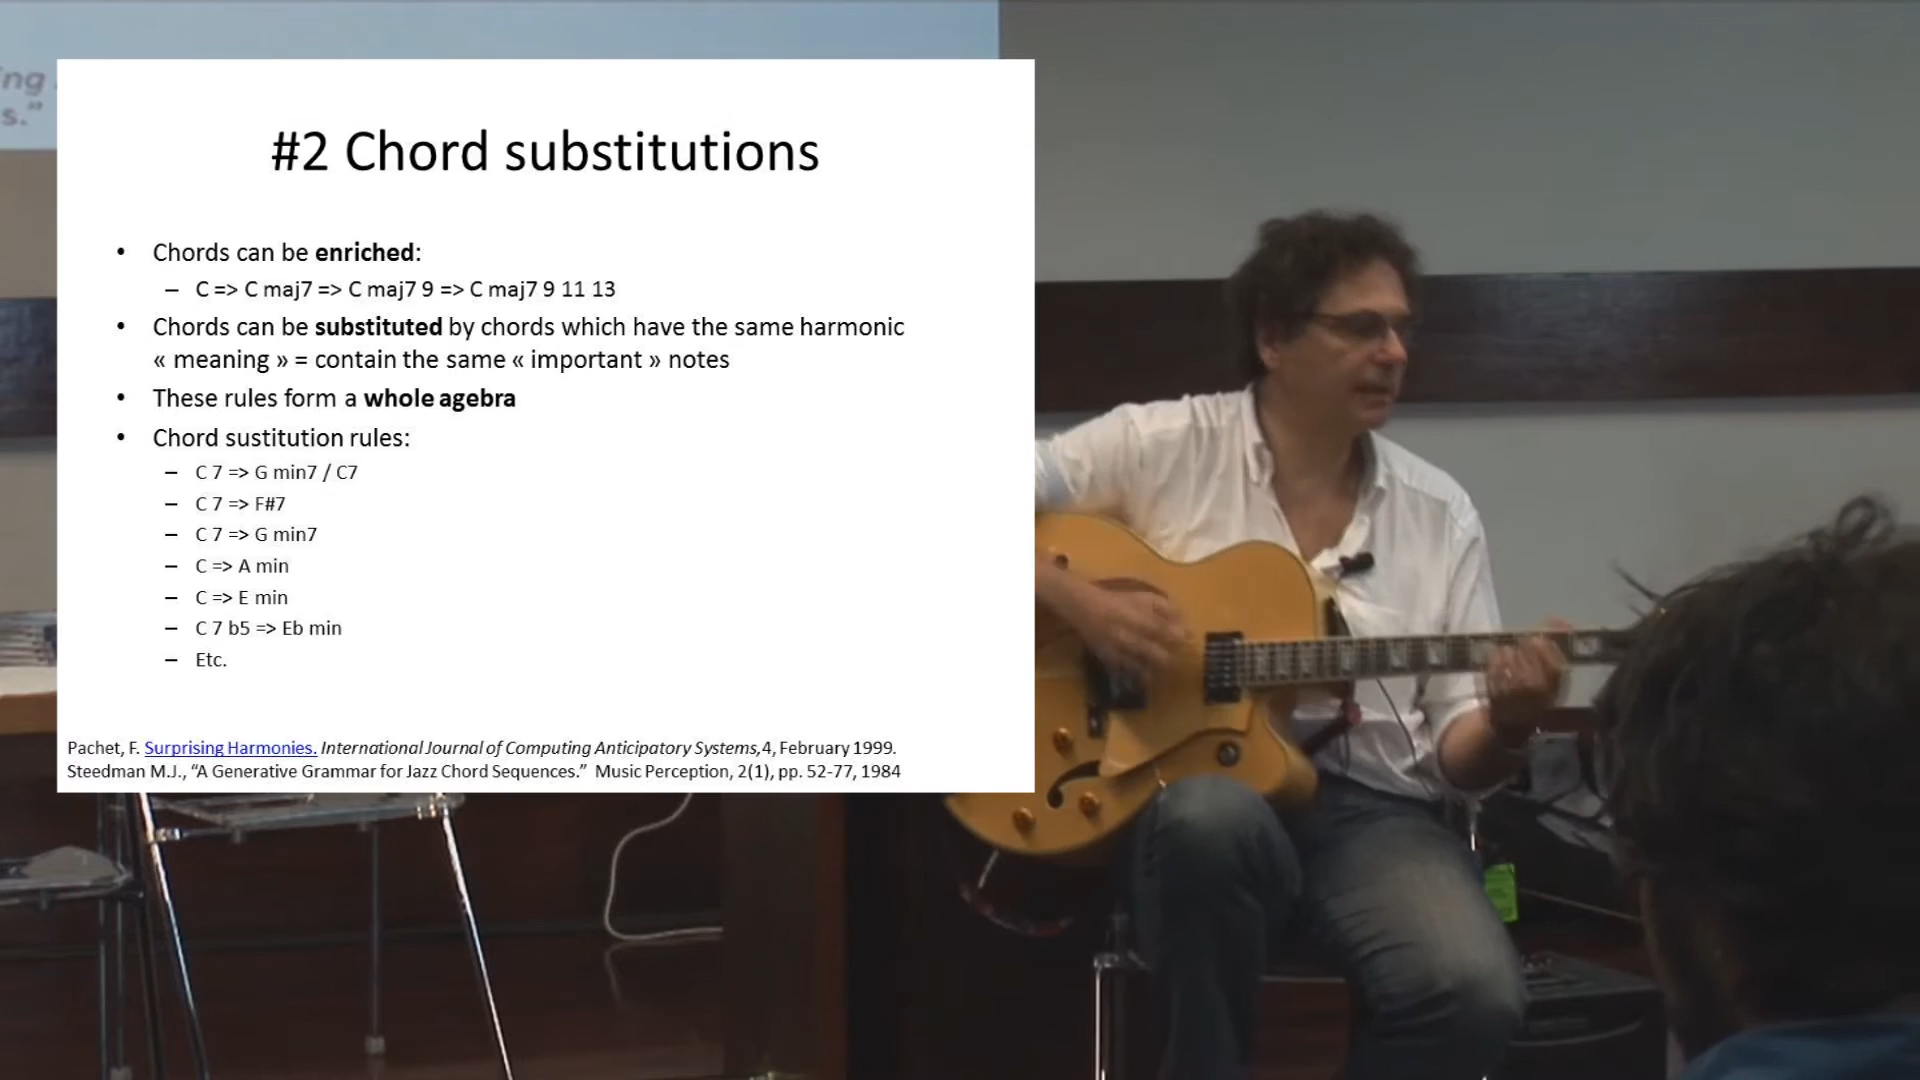 ing
s.”
#2 Chord substitutions
• Chords can be enriched:
– C => C maj7 => C maj7 9 => C maj7 9 11 13
• Chords can be substituted by chords which have the same harmonic
« meaning » = contain the same « important » notes
• These rules form a whole agebra
• Chord sustitution rules:
– C 7 => G min7 / C7
– C 7 => F#7
– C 7 => G min7
– C => A min
– C => E min
– C 7 b5 => Eb min
– Etc.
Pachet, F. Surprising Harmonies. International Journal of Computing Anticipatory Systems,4, February 1999.
Steedman M.J., “A Generative Grammar for Jazz Chord Sequences.” Music Perception, 2(1), pp. 52-77, 1984